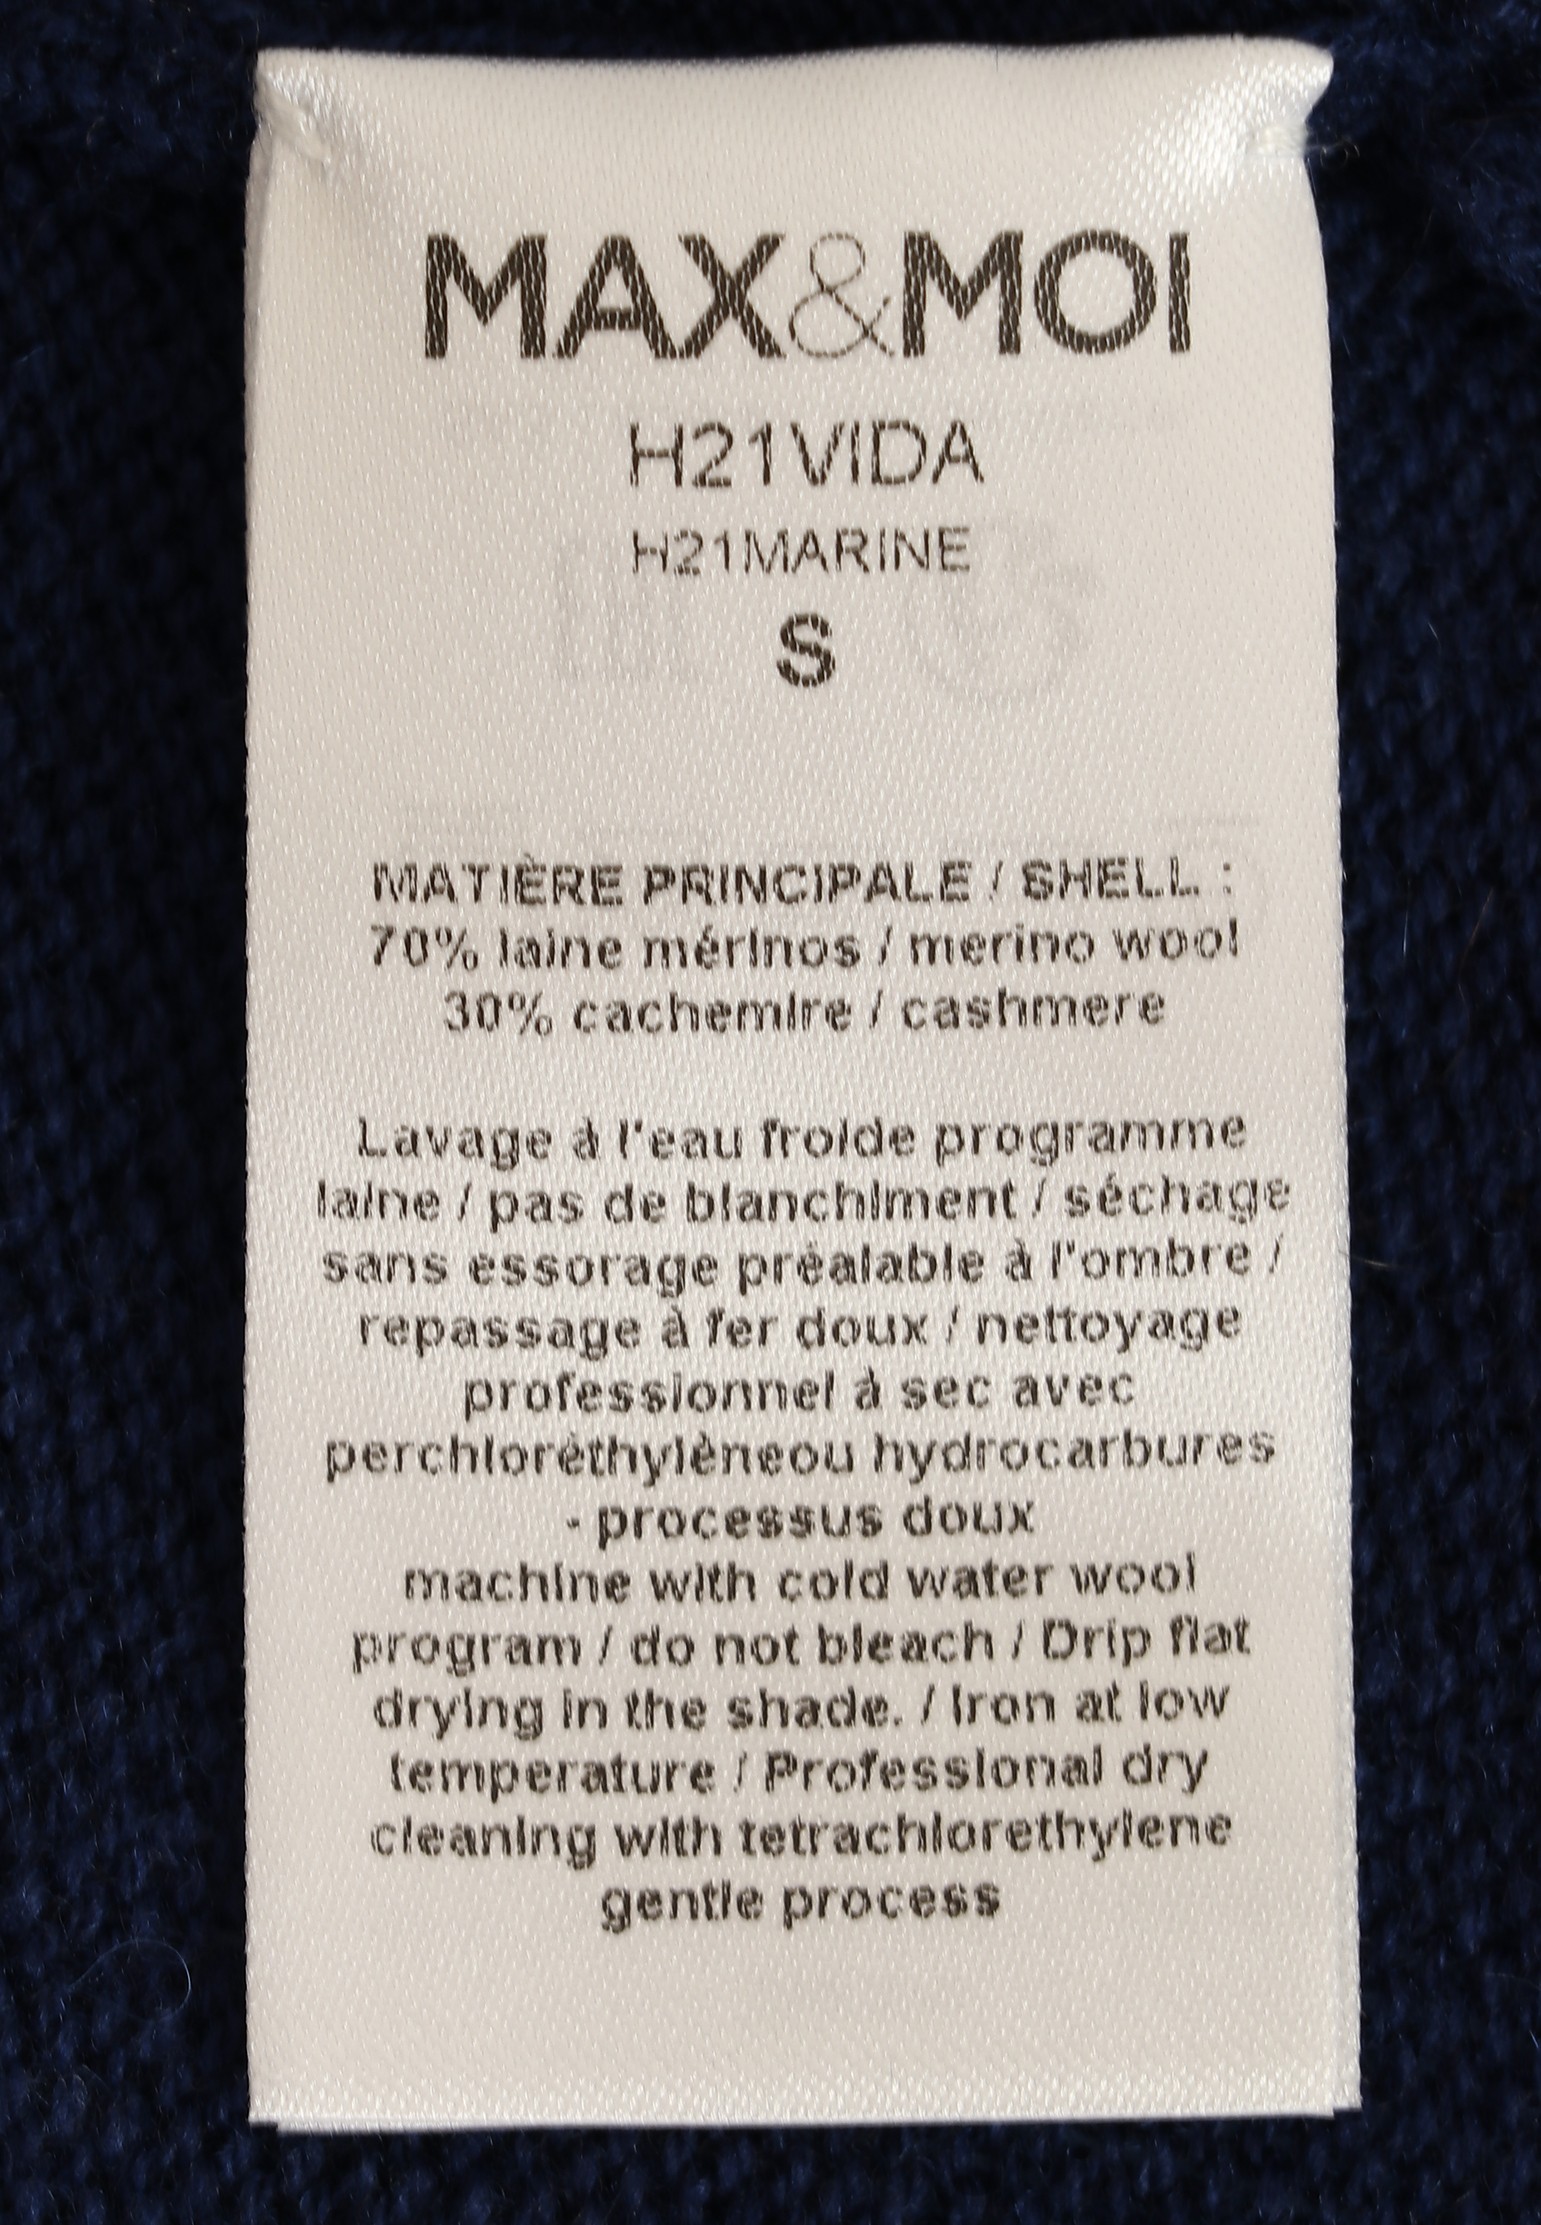 MAX&MOI
H21VIDA
H21MARINE
S
MATIÈRE PRINCIPALE / SHELL :
70% laine mérinos / merino wool
30% cachemire / cashmere
Lavage à l'eau froide programme
laine / pas de blanchiment / séchage
sans essorage préalable à l'ombre /
repassage à fer doux / nettoyage
professionnel à sec avec
perchloréthylèneou hydrocarbures
- processus doux
machine with cold water wool
program / do not bleach / Drip flat
drying in the shade. / Iron at low
temperature / Professional dry
cleaning with tetrachlorethylene
gentle process